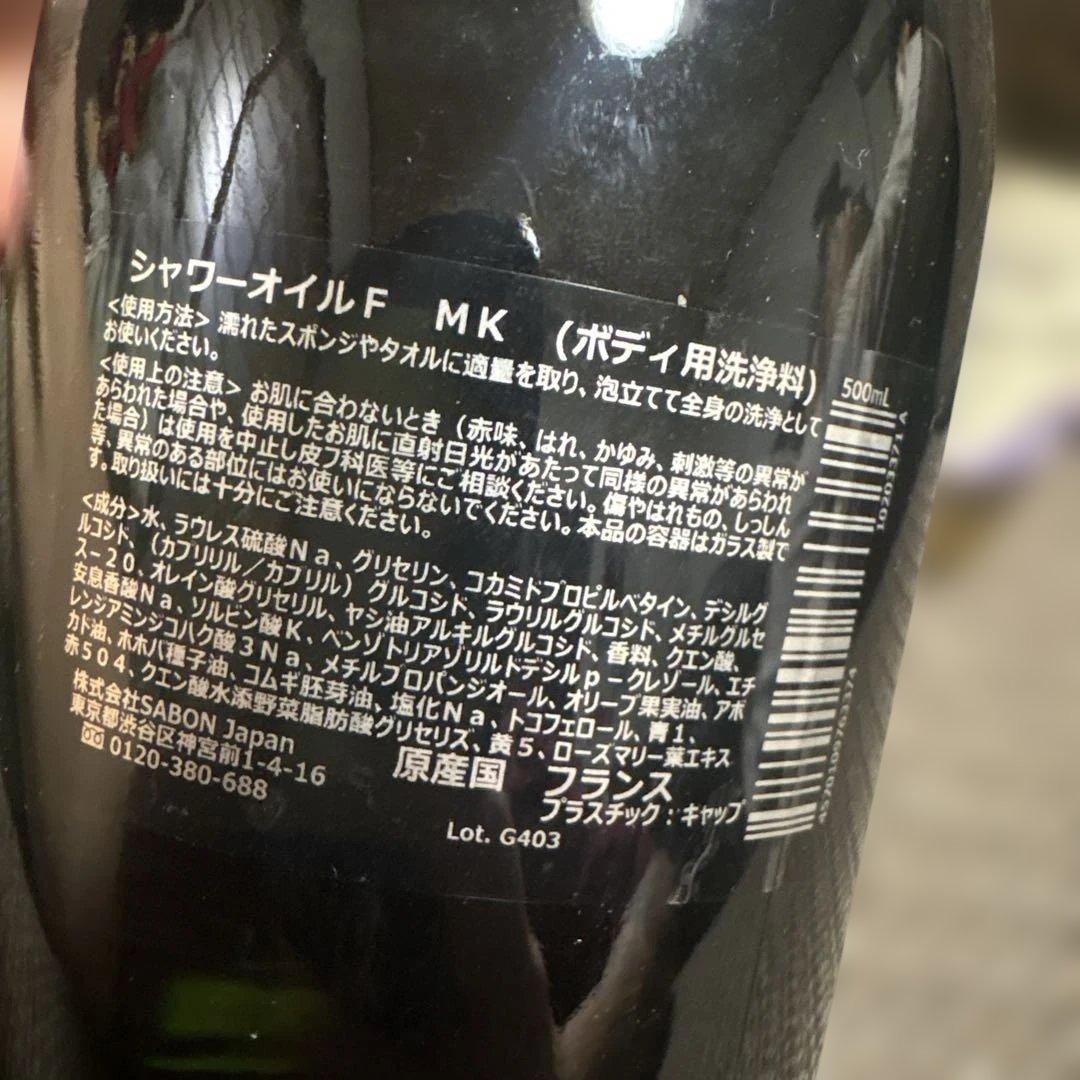 シャワーオイルF　MK　（ボディ用洗浄料）
500mL
<使用方法> 濡れたスポンジやタオルに適量を取り、泡立てて全身の洗浄として
お使いください。
<使用上の注意> お肌に合わないとき（赤味、はれ、かゆみ、刺激等の異常が
あらわれた場合や、使用したお肌に直射日光があたって同様の異常があらわれ
た場合）は使用を中止し皮フ科医等にご相談ください。傷やはれもの、しっしん
等、異常のある部位にはお使いにならないでください。本品の容器はガラス製で
す。取り扱いには十分にご注意ください。
<成分>水、ラウレス硫酸Ｎａ、グリセリン、コカミドプロピルベタイン、デシルグ
ルコシド、（カプリリル／カプリル）グルコシド、ラウリルグルコシド、メチルグルセ
ス－２０、オレイン酸グリセリル、ヤシ油アルキルグルコシド、香料、クエン酸、
安息香酸Ｎａ、ソルビン酸Ｋ、ベンゾトリアゾリルドデシルｐ－クレゾール、エチ
レンジアミンジコハク酸３Ｎａ、メチルプロパンジオール、オリーブ果実油、アボ
カド油、ホホバ種子油、コムギ胚芽油、塩化Ｎａ、トコフェロール、青１、
赤５０４、クエン酸水添野菜脂肪酸グリセリズ、黄５、ローズマリー葉エキス
株式会社SABON Japan
東京都渋谷区神宮前1-4-16
0120-380-688
原産国　フランス
プラスチック：キャップ
Lot. G403